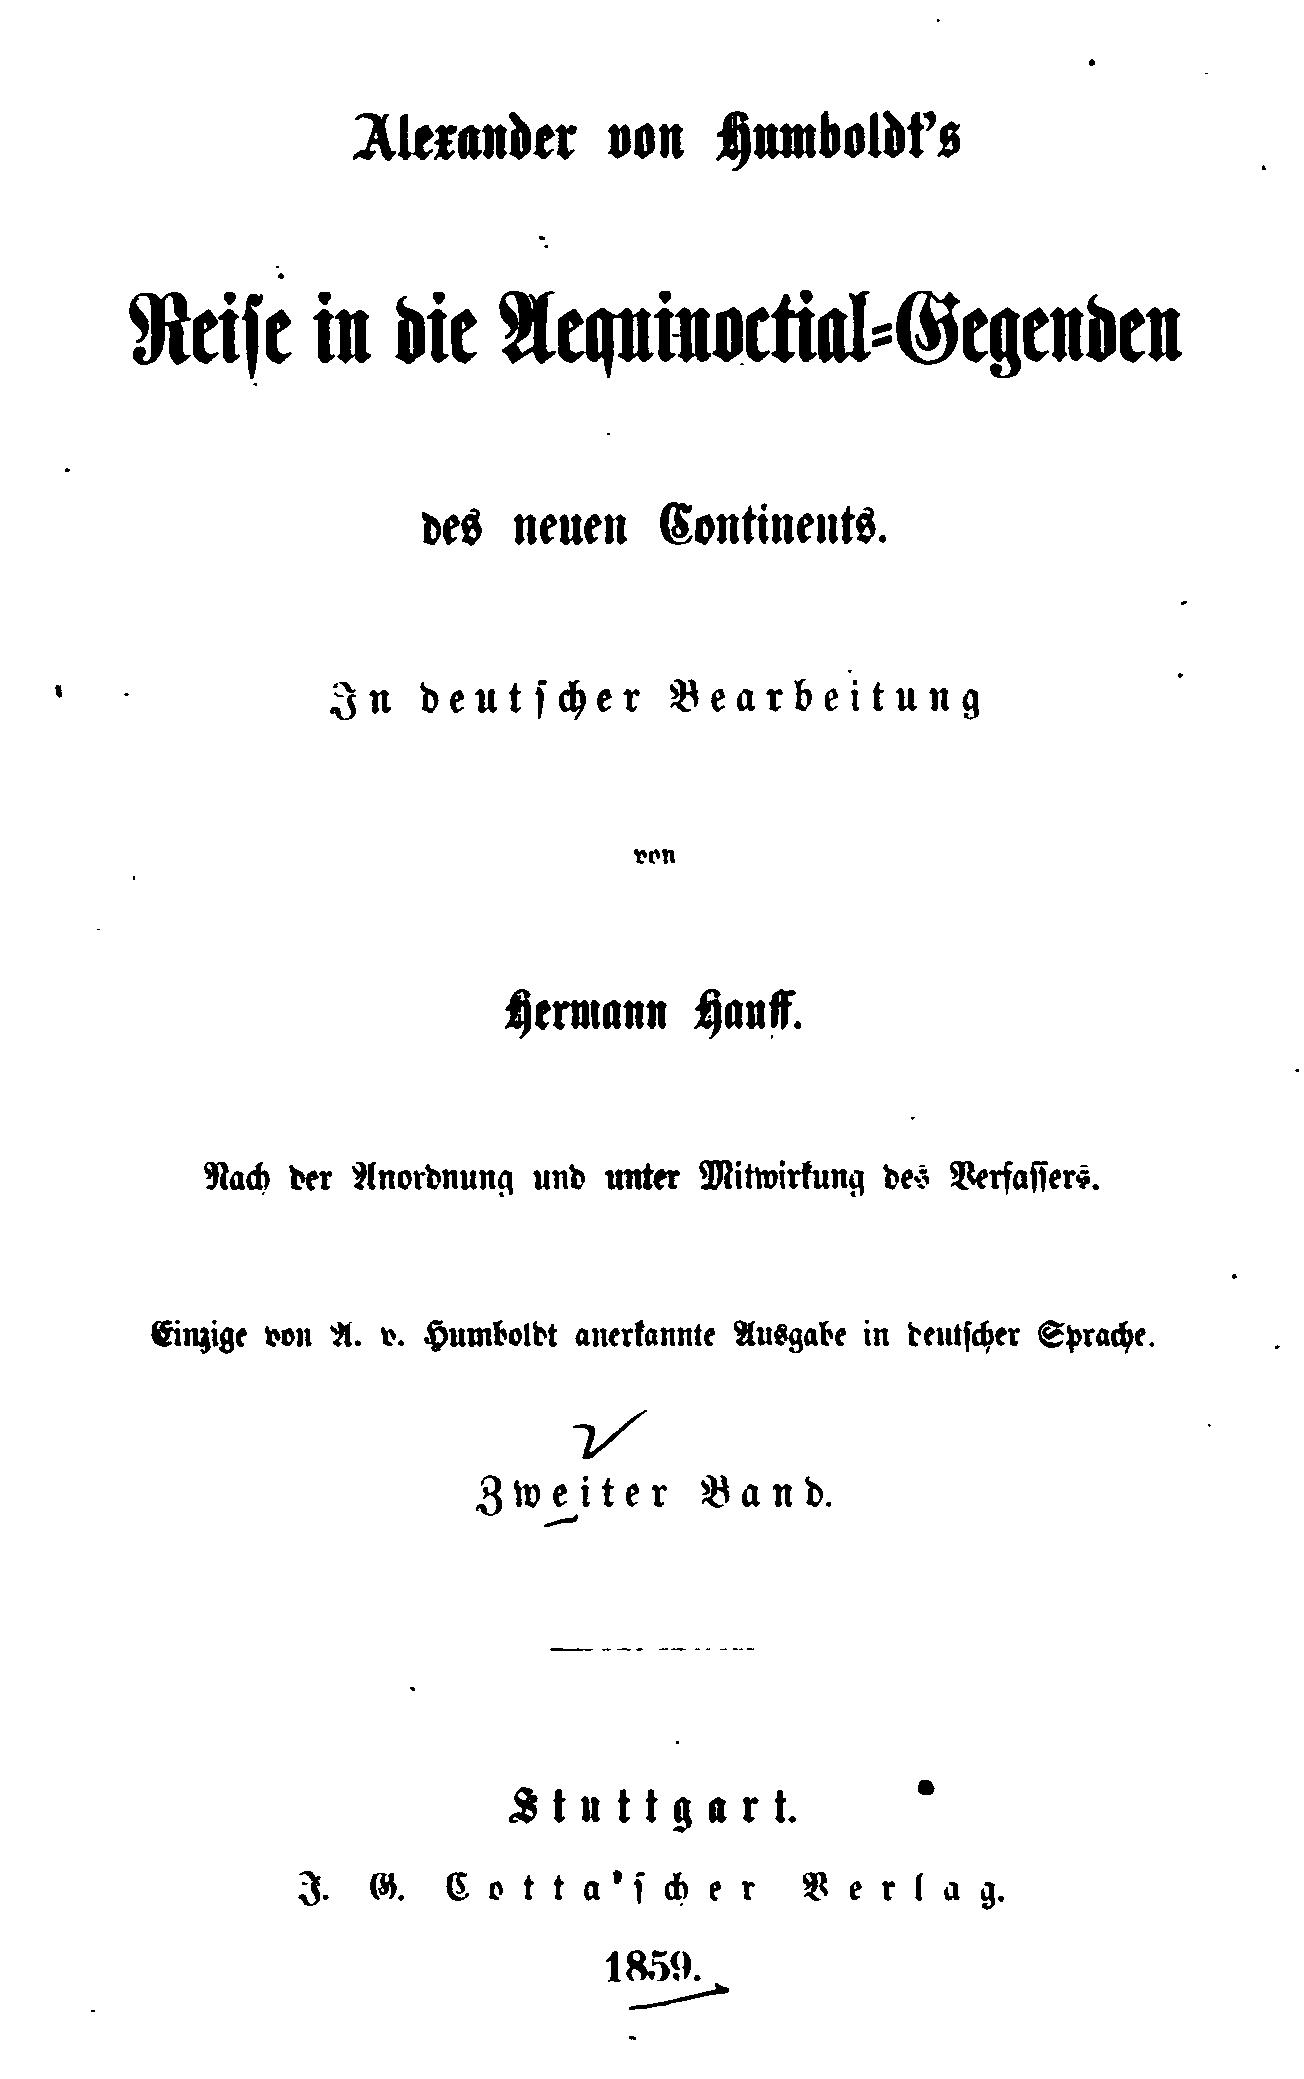 Alexander von Humboldt's
Reise in die Aequinoctial-Gegenden
des neuen Continents.
In deutscher Bearbeitung
von
Hermann Hauff.
Nach der Anordnung und unter Mitwirkung des Verfassers.
Einzige von A. v. Humboldt anerkannte Ausgabe in deutscher Sprache.
Zweiter Band.
Stuttgart.
J. G. Cotta'scher Verlag.
1859.